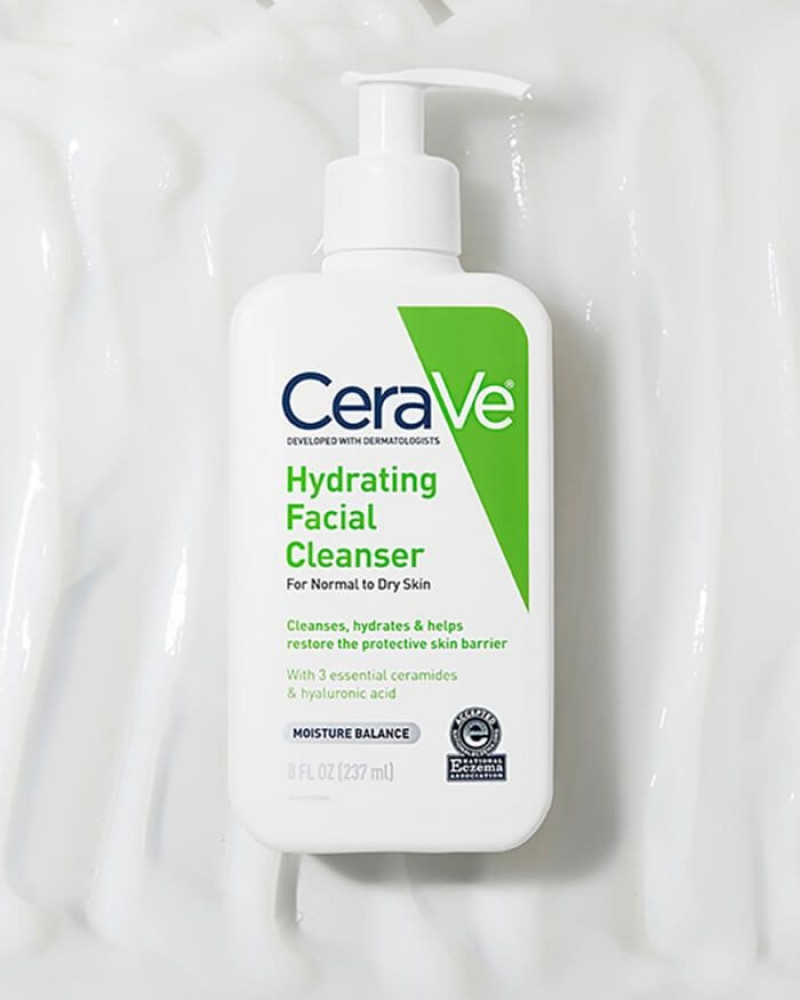 CeraVe®
DEVELOPED WITH DERMATOLOGISTS
Hydrating
Facial
Cleanser
For Normal to Dry Skin
Cleanses, hydrates & helps
restore the protective skin barrier
With 3 essential ceramides
& hyaluronic acid
MOISTURE BALANCE
8 FL OZ (237 ml)
ACCEPTED
e
NATIONAL
Eczema
ASSOCIATION